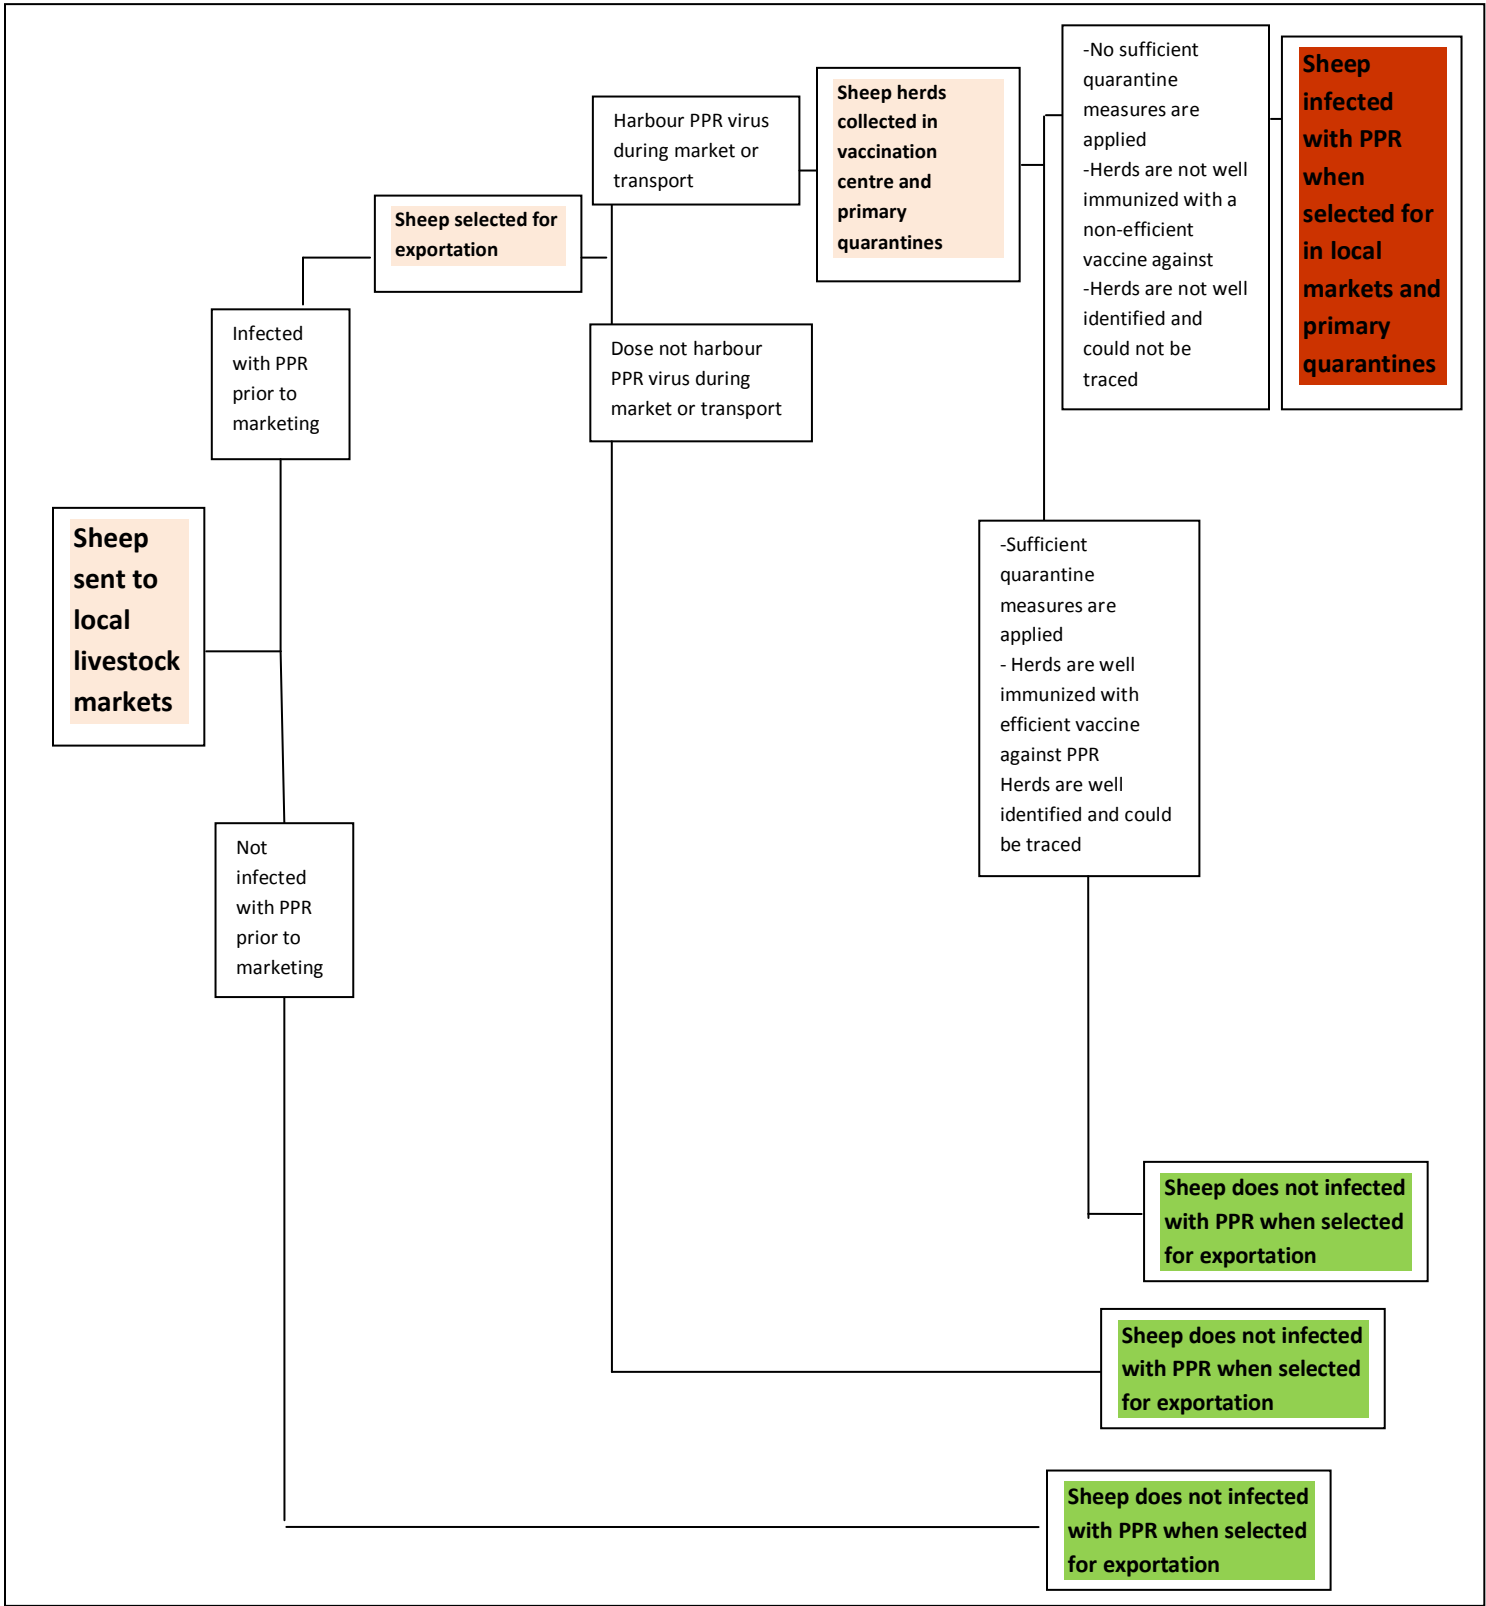 Sheep
sent to
local
livestock
markets
Infected
with PPR
prior to
marketing
Not
infected
with PPR
prior to
marketing
Sheep selected for
exportation
Harbour PPR virus
during market or
transport
Dose not harbour
PPR virus during
market or transport
Sheep herds
collected in
vaccination
centre and
primary
quarantines
-No sufficient
quarantine
measures are
applied
-Herds are not well
immunized with a
non-efficient
vaccine against
-Herds are not well
identified and
could not be
traced
Sheep
infected
with PPR
when
selected for
in local
markets and
primary
quarantines
-Sufficient
quarantine
measures are
applied
- Herds are well
immunized with
efficient vaccine
against PPR
Herds are well
identified and could
be traced
Sheep does not infected
with PPR when selected
for exportation
Sheep does not infected
with PPR when selected
for exportation
Sheep does not infected
with PPR when selected
for exportation